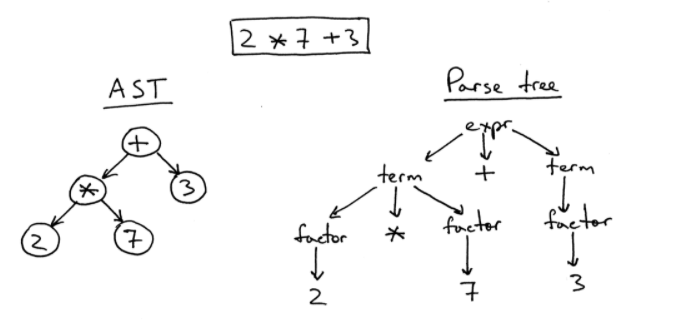 2 * 7 + 3
AST
Parse tree
+
expr
*
3
term
+
term
2
7
factor
*
factor
factor
2
7
3